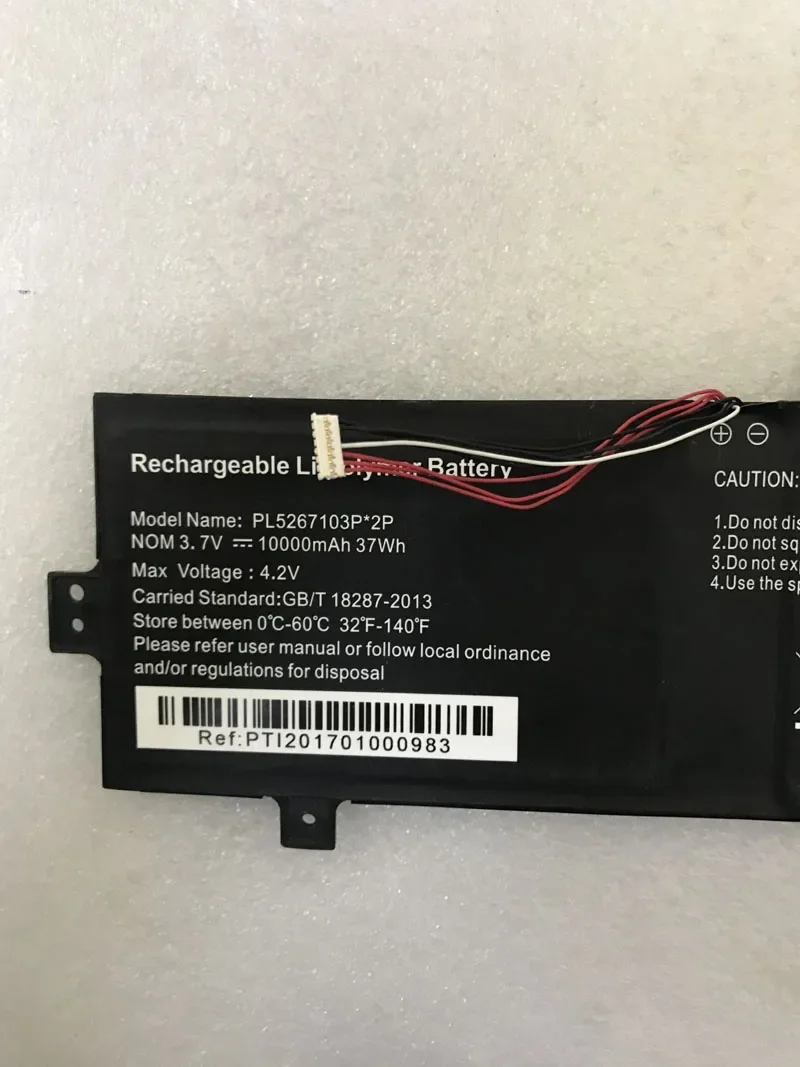 Rechargeable Li Polymer Battery
Model Name: PL5267103P*2P
NOM 3.7V ⎓ 10000mAh 37Wh
Max Voltage : 4.2V
Carried Standard:GB/T 18287-2013
Store between 0℃-60℃ 32℉-140℉
Please refer user manual or follow local ordinance
and/or regulations for disposal
Ref:PTI201701000983
+ −
CAUTION:
1.Do not dis
2.Do not sq
3.Do not exp
4.Use the sp